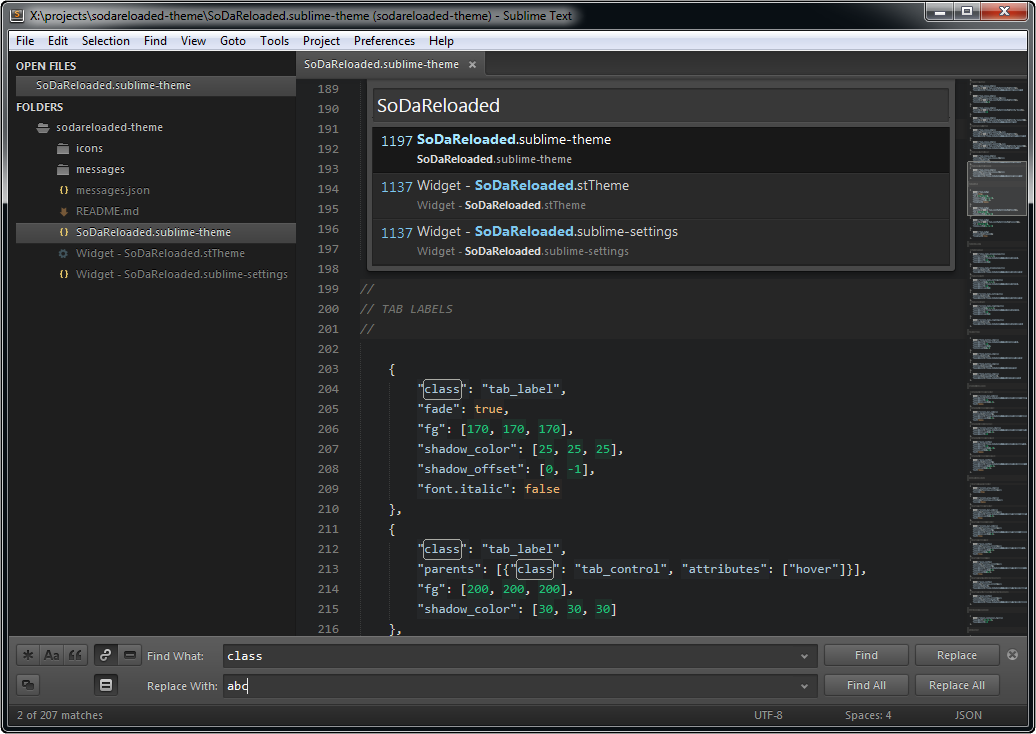 X:\projects\sodareloaded-theme\SoDaReloaded.sublime-theme (sodareloaded-theme) - Sublime Text
File Edit Selection Find View Goto Tools Project Preferences Help
OPEN FILES
SoDaReloaded.sublime-theme
FOLDERS
sodareloaded-theme
icons
messages
messages.json
README.md
SoDaReloaded.sublime-theme
Widget - SoDaReloaded.stTheme
Widget - SoDaReloaded.sublime-settings
SoDaReloaded.sublime-theme ×
SoDaReloaded
1197 SoDaReloaded.sublime-theme
SoDaReloaded.sublime-theme
1137 Widget - SoDaReloaded.stTheme
Widget - SoDaReloaded.stTheme
1137 Widget - SoDaReloaded.sublime-settings
Widget - SoDaReloaded.sublime-settings
189
190
191
192
193
194
195
196
197
198
199 //
200 // TAB LABELS
201 //
202
203 {
204 "class": "tab_label",
205 "fade": true,
206 "fg": [170, 170, 170],
207 "shadow_color": [25, 25, 25],
208 "shadow_offset": [0, -1],
209 "font.italic": false
210 },
211 {
212 "class": "tab_label",
213 "parents": [{"class": "tab_control", "attributes": ["hover"]}],
214 "fg": [200, 200, 200],
215 "shadow_color": [30, 30, 30]
216 },
Aa Find What: class Find Replace
Replace With: abc Find All Replace All
2 of 207 matches UTF-8 Spaces: 4 JSON